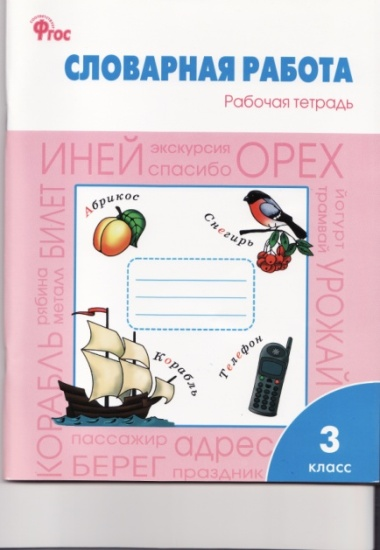 ФГОС
СЛОВАРНАЯ РАБОТА
Рабочая тетрадь
ИНЕЙ
экскурсия
спасибо
ОРЕХ
Абрикос
Снегирь
йогурт
трамвай
УРОЖАЙ
БИЛЕТ
рябина
металл
КОРАБЛЬ
Корабль
Телефон
пассажир
адрес
БЕРЕГ
праздник
3
класс